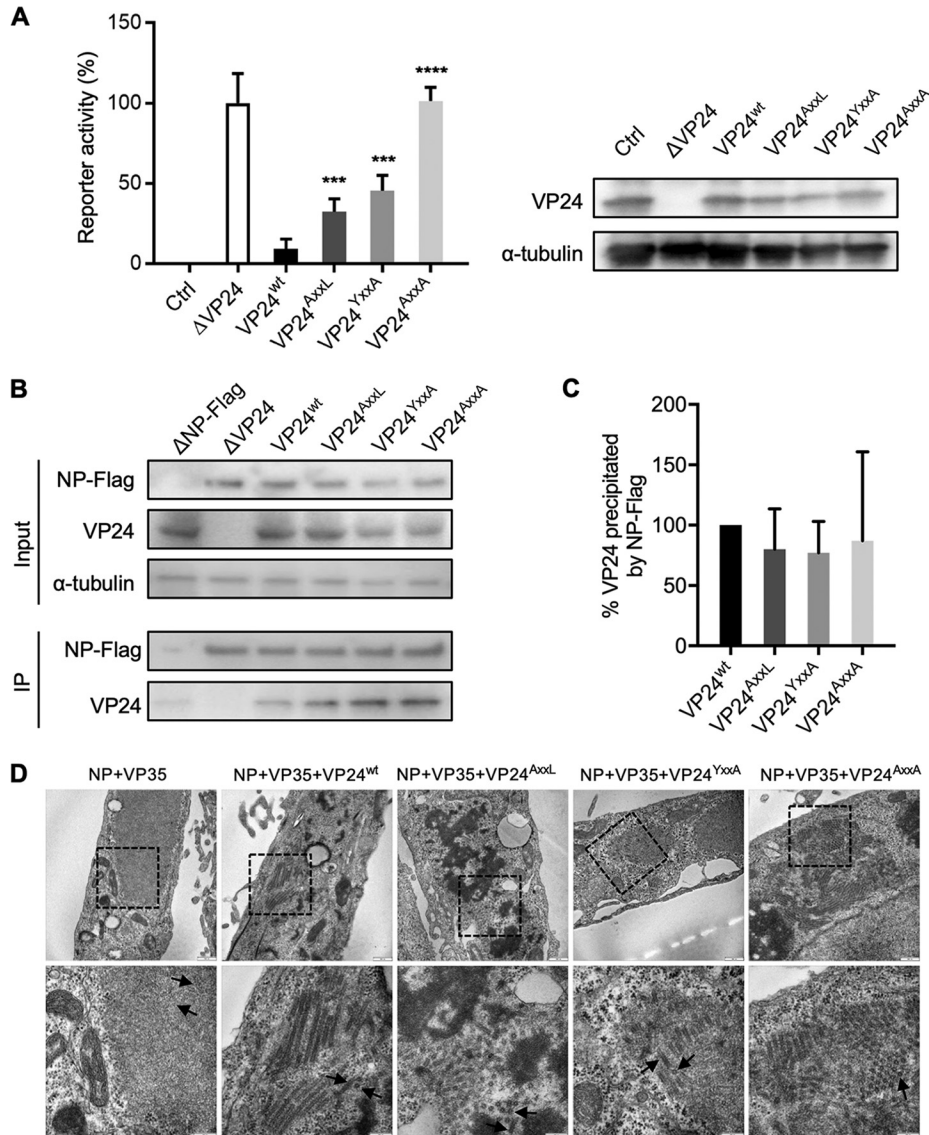 A
150
100
50
0
Reporter activity (%)
***
***
****
Ctrl
ΔVP24
VP24wt
VP24AxxL
VP24YxxA
VP24AxxA
Ctrl
ΔVP24
VP24wt
VP24AxxL
VP24YxxA
VP24AxxA
VP24
α-tubulin
B
ΔNP-Flag
ΔVP24
VP24wt
VP24AxxL
VP24YxxA
VP24AxxA
Input
NP-Flag
VP24
α-tubulin
IP
NP-Flag
VP24
C
200
150
100
50
0
% VP24 precipitated
by NP-Flag
VP24wt
VP24AxxL
VP24YxxA
VP24AxxA
D
NP+VP35
NP+VP35+VP24wt
NP+VP35+VP24AxxL
NP+VP35+VP24YxxA
NP+VP35+VP24AxxA